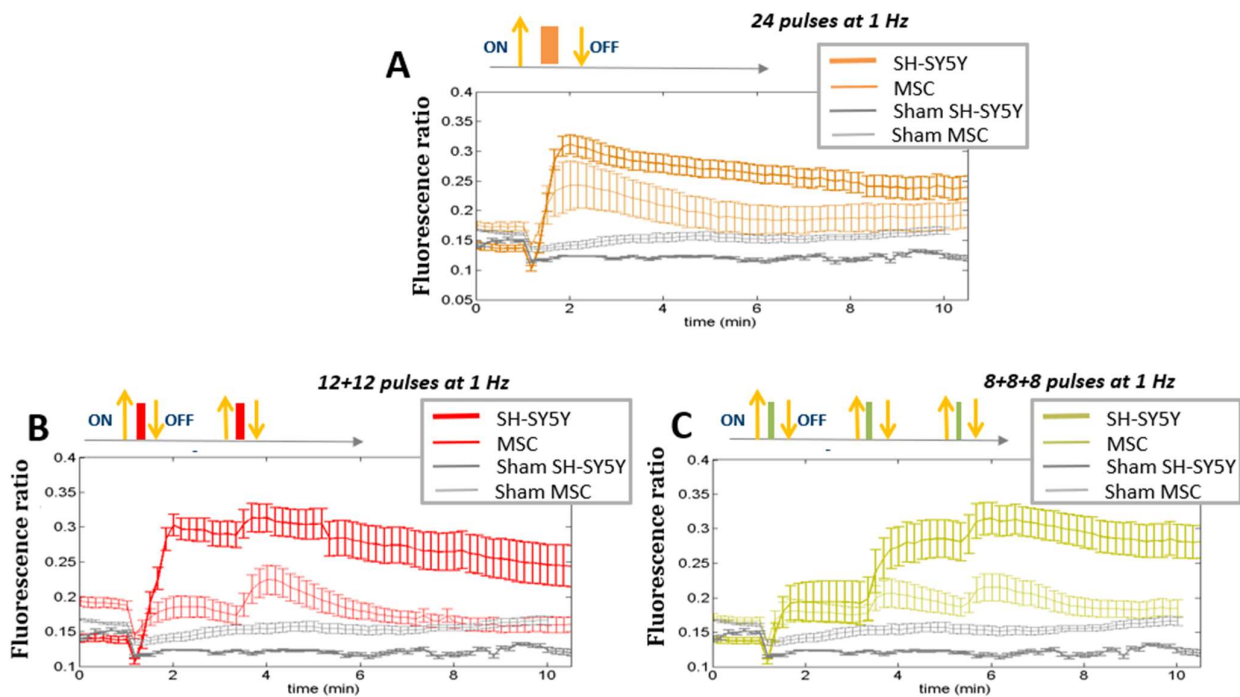 24 pulses at 1 Hz
A
ON
OFF
SH-SY5Y
MSC
Sham SH-SY5Y
Sham MSC
Fluorescence ratio
0.4
0.35
0.3
0.25
0.2
0.15
0.1
0.05
0 2 4 6 8 10
time (min)
12+12 pulses at 1 Hz
B
ON
OFF
SH-SY5Y
MSC
Sham SH-SY5Y
Sham MSC
Fluorescence ratio
0.4
0.35
0.3
0.25
0.2
0.15
0.1
0 2 4 6 8 10
time (min)
8+8+8 pulses at 1 Hz
C
ON
OFF
SH-SY5Y
MSC
Sham SH-SY5Y
Sham MSC
Fluorescence ratio
0.4
0.35
0.3
0.25
0.2
0.15
0.1
0 2 4 6 8 10
time (min)